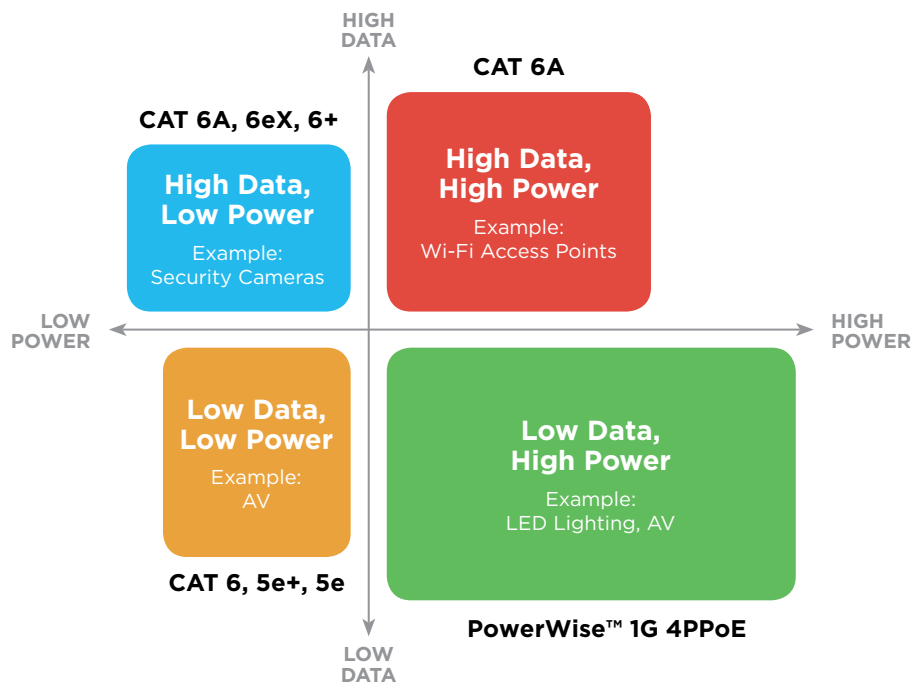 HIGH
DATA
CAT 6A
CAT 6A, 6eX, 6+
High Data,
Low Power
Example:
Security Cameras
High Data,
High Power
Example:
Wi-Fi Access Points
LOW
POWER
HIGH
POWER
Low Data,
Low Power
Example:
AV
Low Data,
High Power
Example:
LED Lighting, AV
CAT 6, 5e+, 5e
PowerWise™ 1G 4PPoE
LOW
DATA